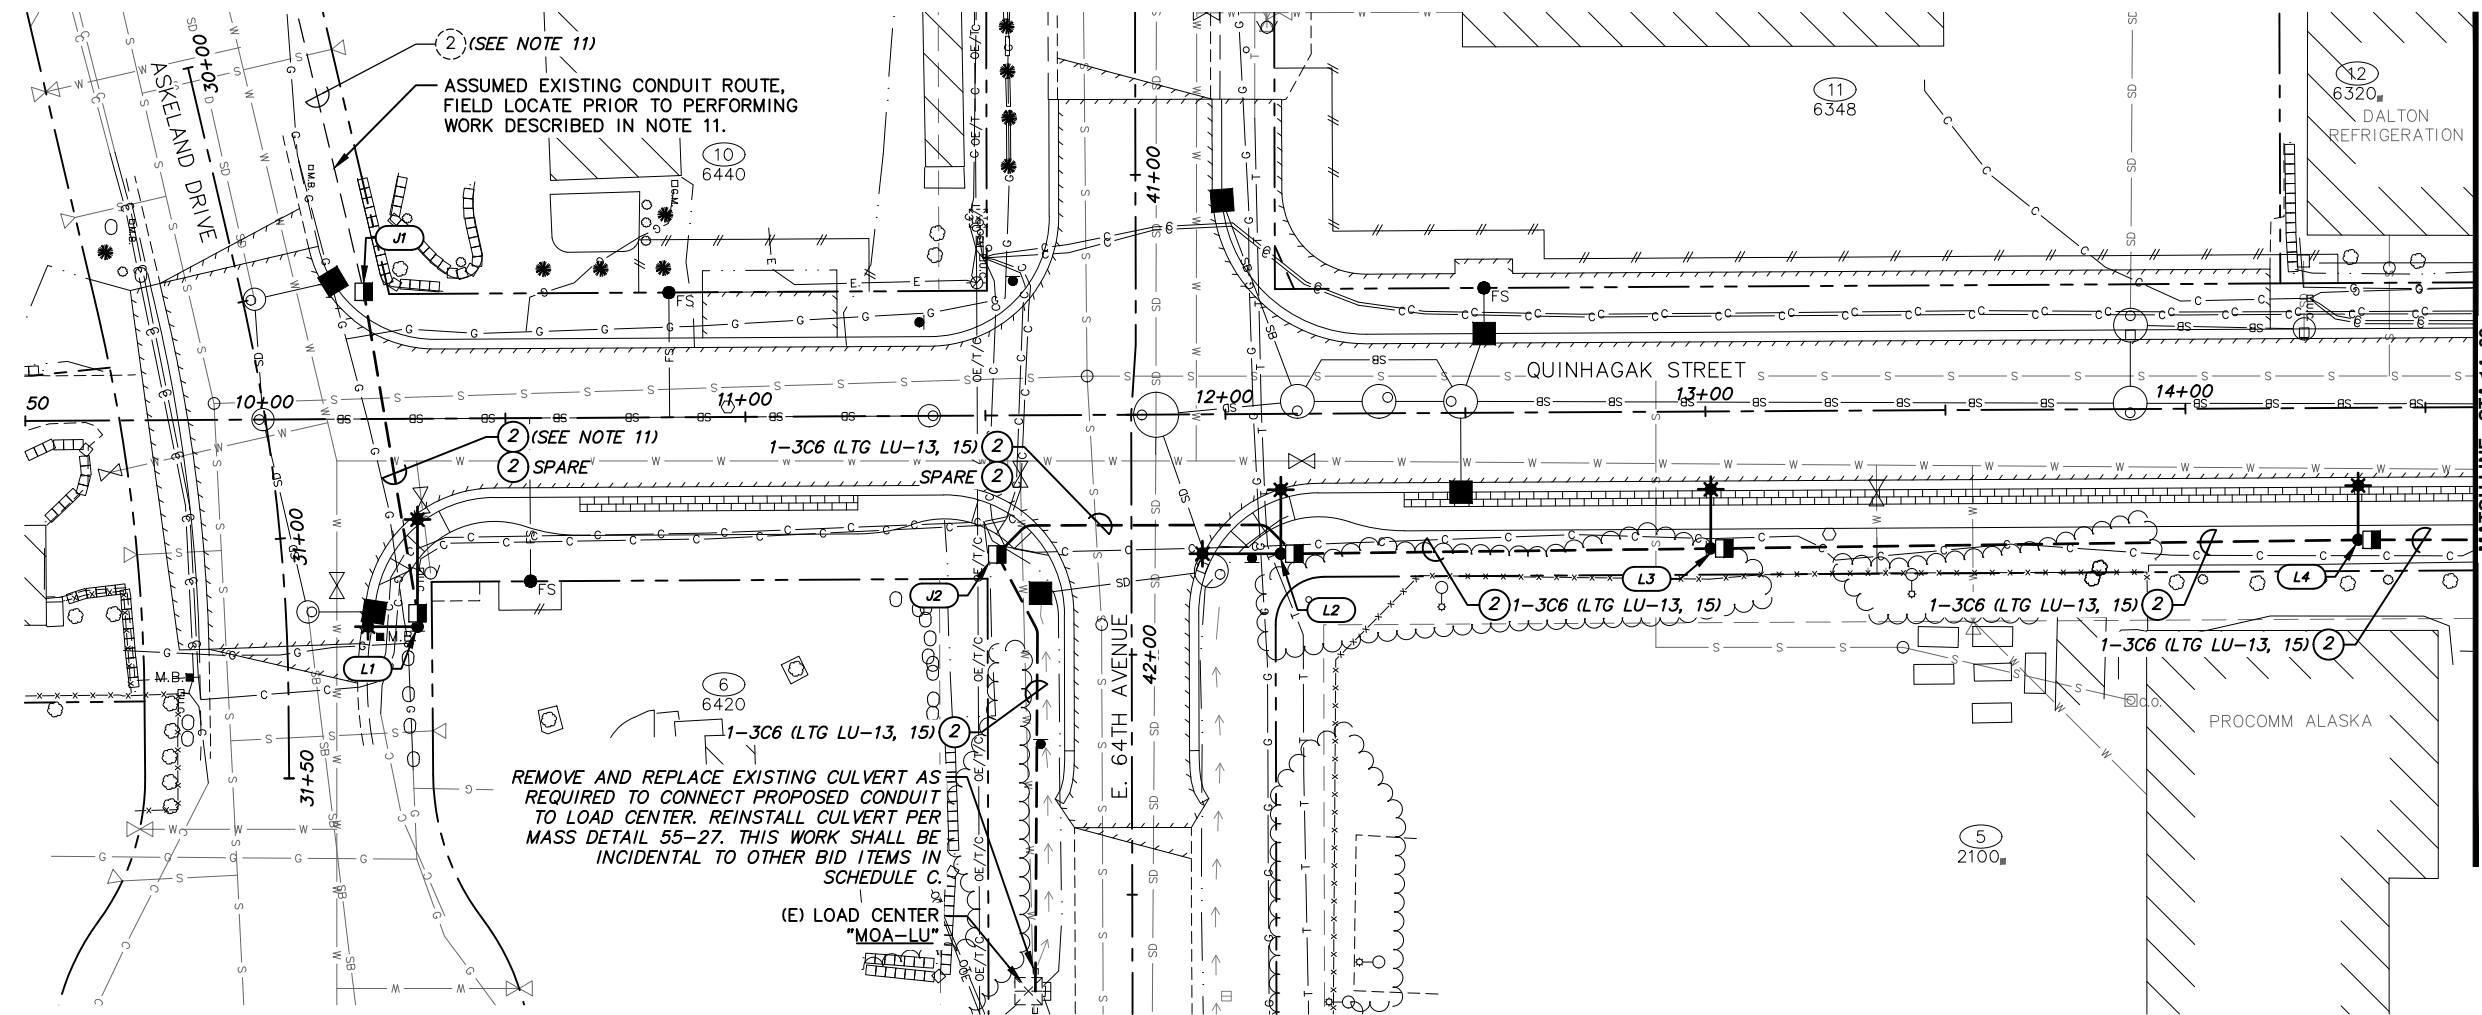 ASKELAND DRIVE
30+00
2 (SEE NOTE 11)
ASSUMED EXISTING CONDUIT ROUTE,
FIELD LOCATE PRIOR TO PERFORMING
WORK DESCRIBED IN NOTE 11.
10
6440
41+00
11
6348
12
6320
DALTON
REFRIGERATION
M.B.
M.B.
J1
FS
FS
FS
QUINHAGAK STREET
50
10+00
11+00
12+00
13+00
14+00
2 (SEE NOTE 11)
2 SPARE
1-3C6 (LTG LU-13, 15) 2
SPARE 2
31+00
FS
J2
L1
L2
L3
L4
2 1-3C6 (LTG LU-13, 15)
1-3C6 (LTG LU-13, 15) 2
1-3C6 (LTG LU-13, 15) 2
M.B.
6
6420
1-3C6 (LTG LU-13, 15) 2
E. 64TH AVENUE
42+00
31+50
REMOVE AND REPLACE EXISTING CULVERT AS
REQUIRED TO CONNECT PROPOSED CONDUIT
TO LOAD CENTER. REINSTALL CULVERT PER
MASS DETAIL 55-27. THIS WORK SHALL BE
INCIDENTAL TO OTHER BID ITEMS IN
SCHEDULE C.
(E) LOAD CENTER
"MOA-LU"
C.O.
PROCOMM ALASKA
5
2100